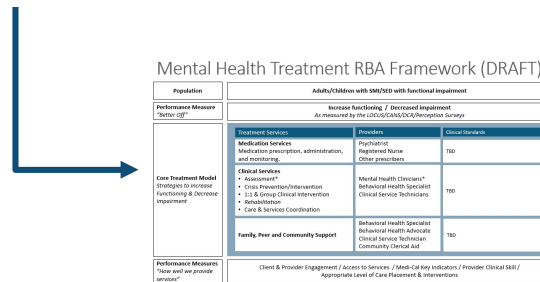 Mental Health Treatment RBA Framework (DRAFT)
Population
Adults/Children with SMI/SED with functional impairment
Performance Measure
"Better Off"
Increase functioning / Decreased impairment
As measured by the LOCUS/CANS/DCR/Perception Surveys
Core Treatment Model
Strategies to Increase
Functioning & Decrease
Impairment
Treatment Services
Providers
Clinical Standards
Medication Services
Medication prescription, administration,
and monitoring.
Psychiatrist
Registered Nurse
Other prescribers
TBD
Clinical Services
• Assessment*
• Crisis Prevention/Intervention
• 1:1 & Group Clinical Intervention
• Rehabilitation
• Care & Services Coordination
Mental Health Clinicians*
Behavioral Health Specialist
Clinical Service Technicians
TBD
Family, Peer and Community Support
Behavioral Health Specialist
Behavioral Health Advocate
Clinical Service Technician
Community Clerical Aid
TBD
Performance Measures
"How well we provide
services"
Client & Provider Engagement / Access to Services / Medi-Cal Key Indicators / Provider Clinical Skill /
Appropriate Level of Care Placement & Interventions